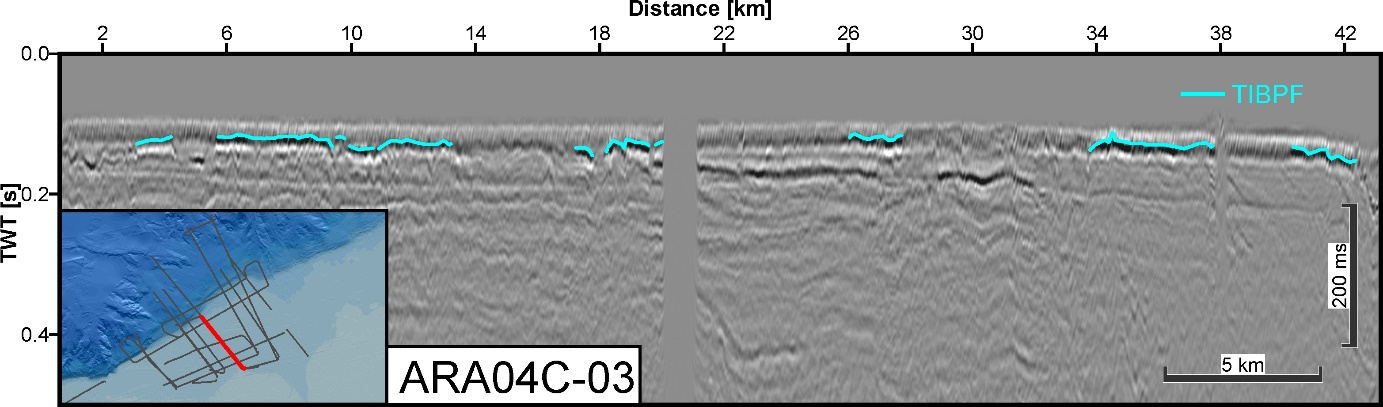 Distance [km]
2 6 10 14 18 22 26 30 34 38 42
0.0
TIBPF
TWT [s]
0.2
200 ms
0.4
5 km
ARA04C-03